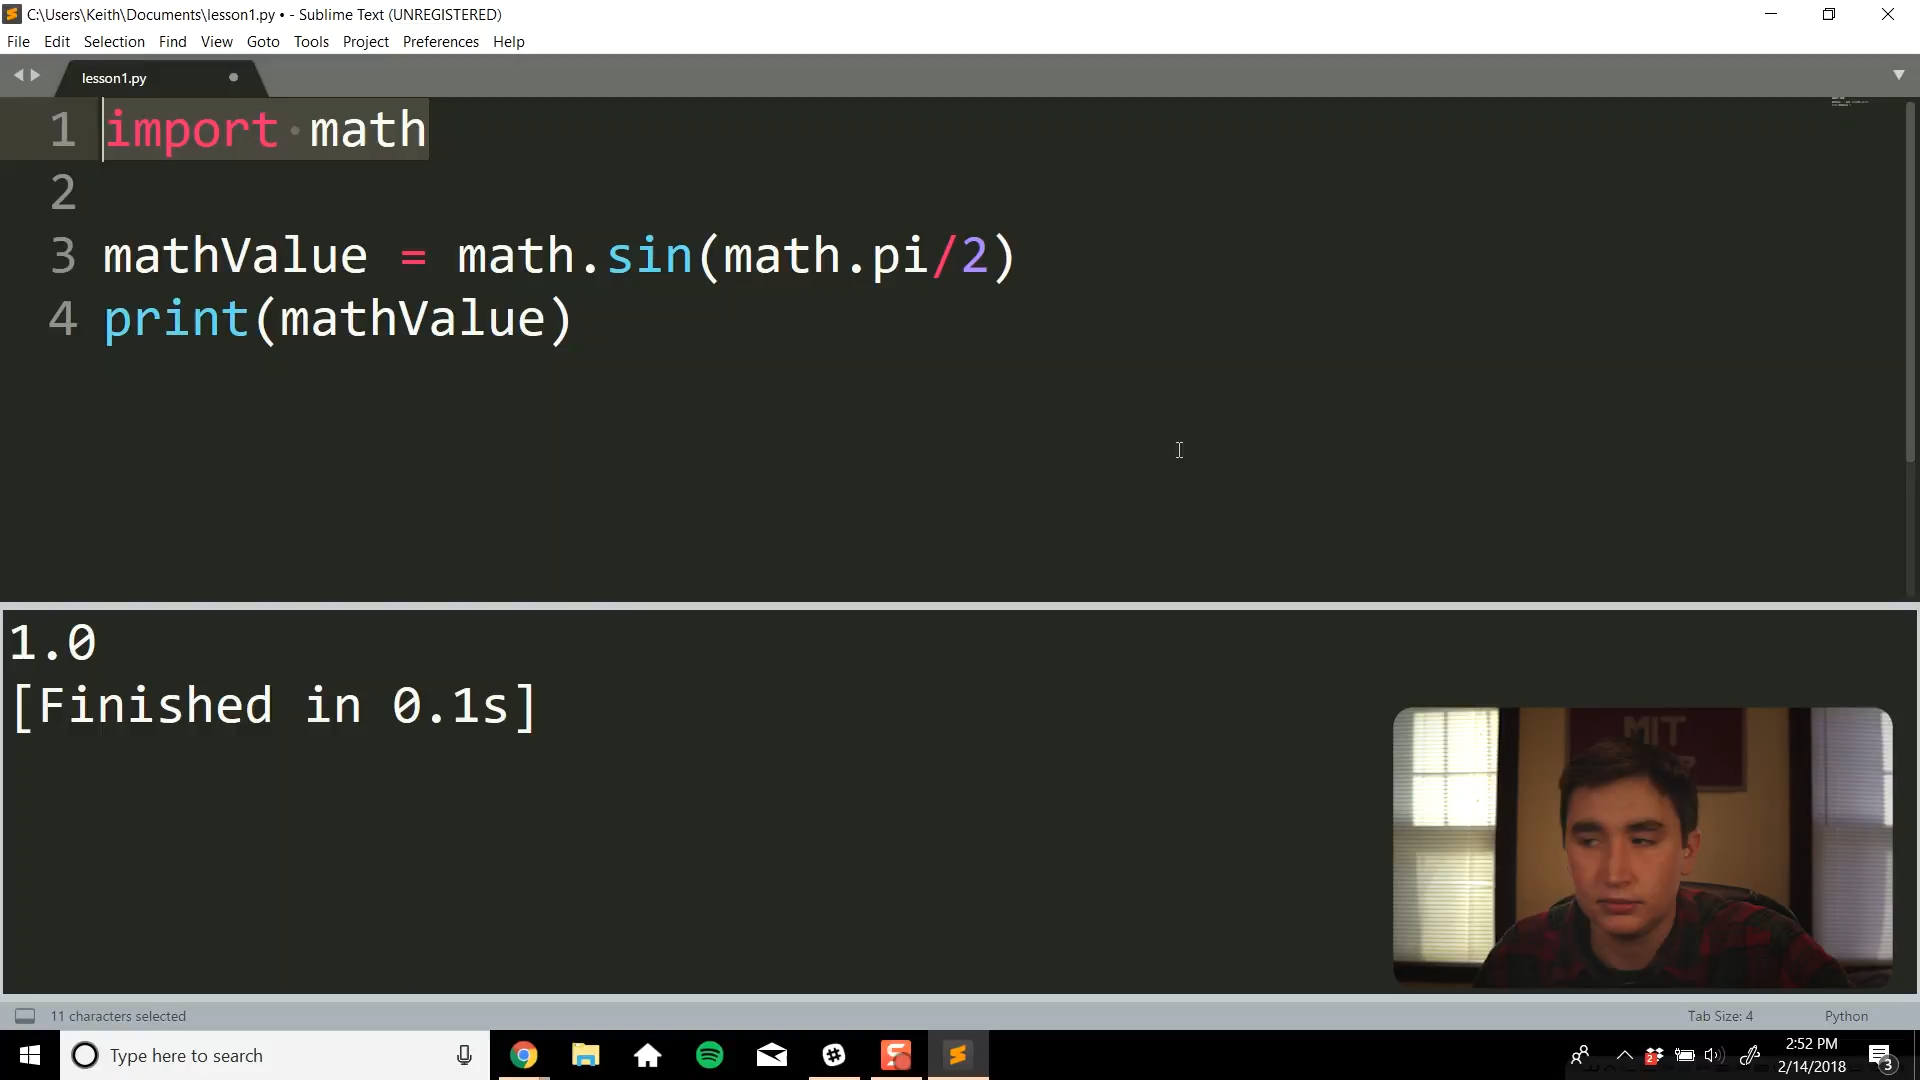 C:\Users\Keith\Documents\lesson1.py • - Sublime Text (UNREGISTERED)
File Edit Selection Find View Goto Tools Project Preferences Help
lesson1.py
1 import math
2
3 mathValue = math.sin(math.pi/2)
4 print(mathValue)
1.0
[Finished in 0.1s]
MIT
11 characters selected
Tab Size: 4
Python
Type here to search
2
2:52 PM
2/14/2018
3